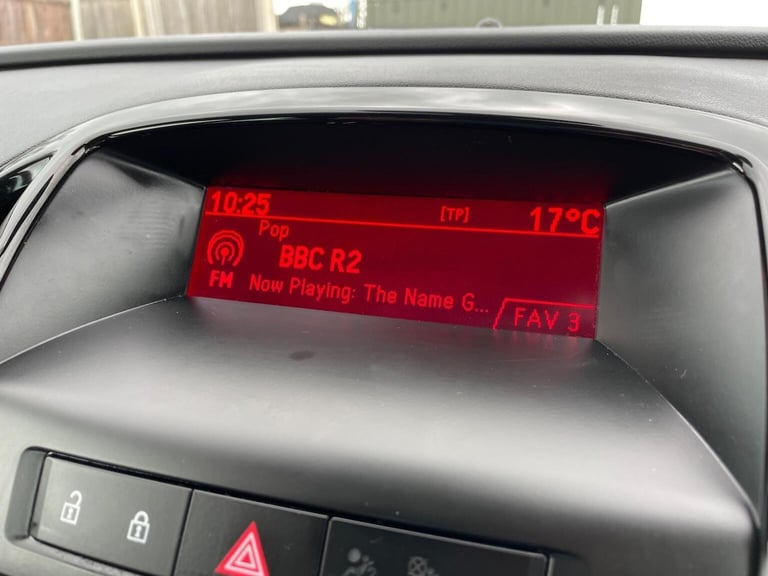 10:25 [TP] 17°C
Pop
BBC R2
FM Now Playing: The Name G...
FAV 3